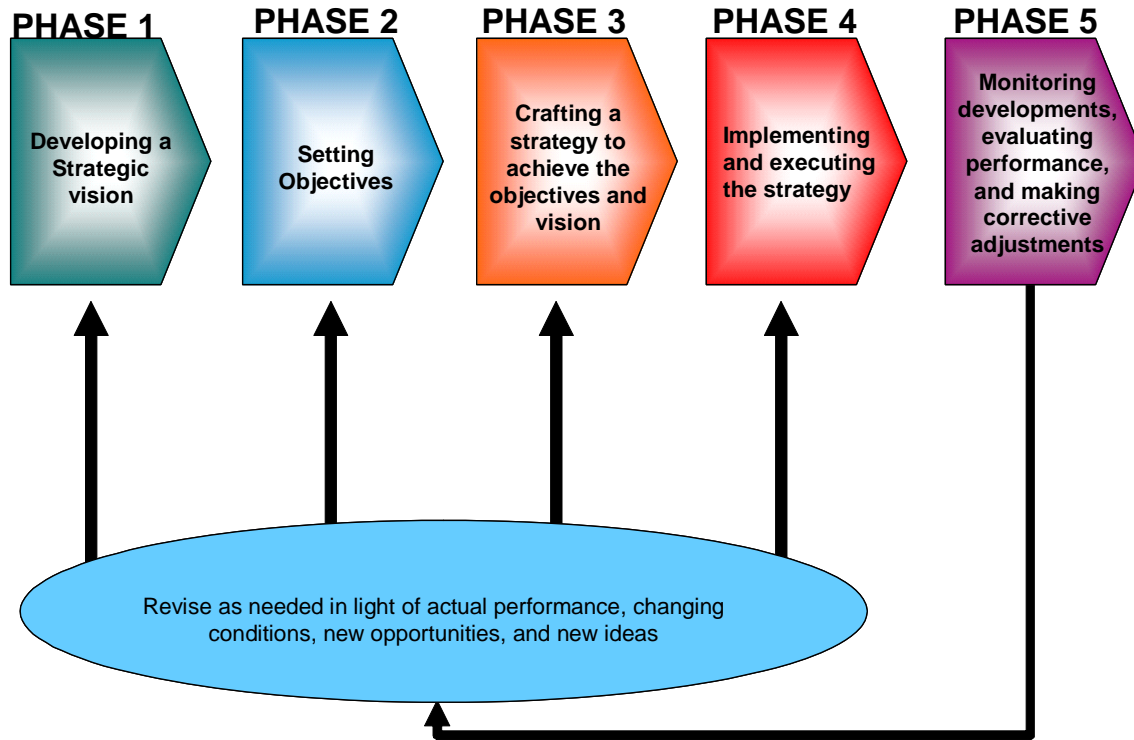 PHASE 1
PHASE 2
PHASE 3
PHASE 4
PHASE 5
Developing a
Strategic
vision
Setting
Objectives
Crafting a
strategy to
achieve the
objectives and
vision
Implementing
and executing
the strategy
Monitoring
developments,
evaluating
performance,
and making
corrective
adjustments
Revise as needed in light of actual performance, changing
conditions, new opportunities, and new ideas